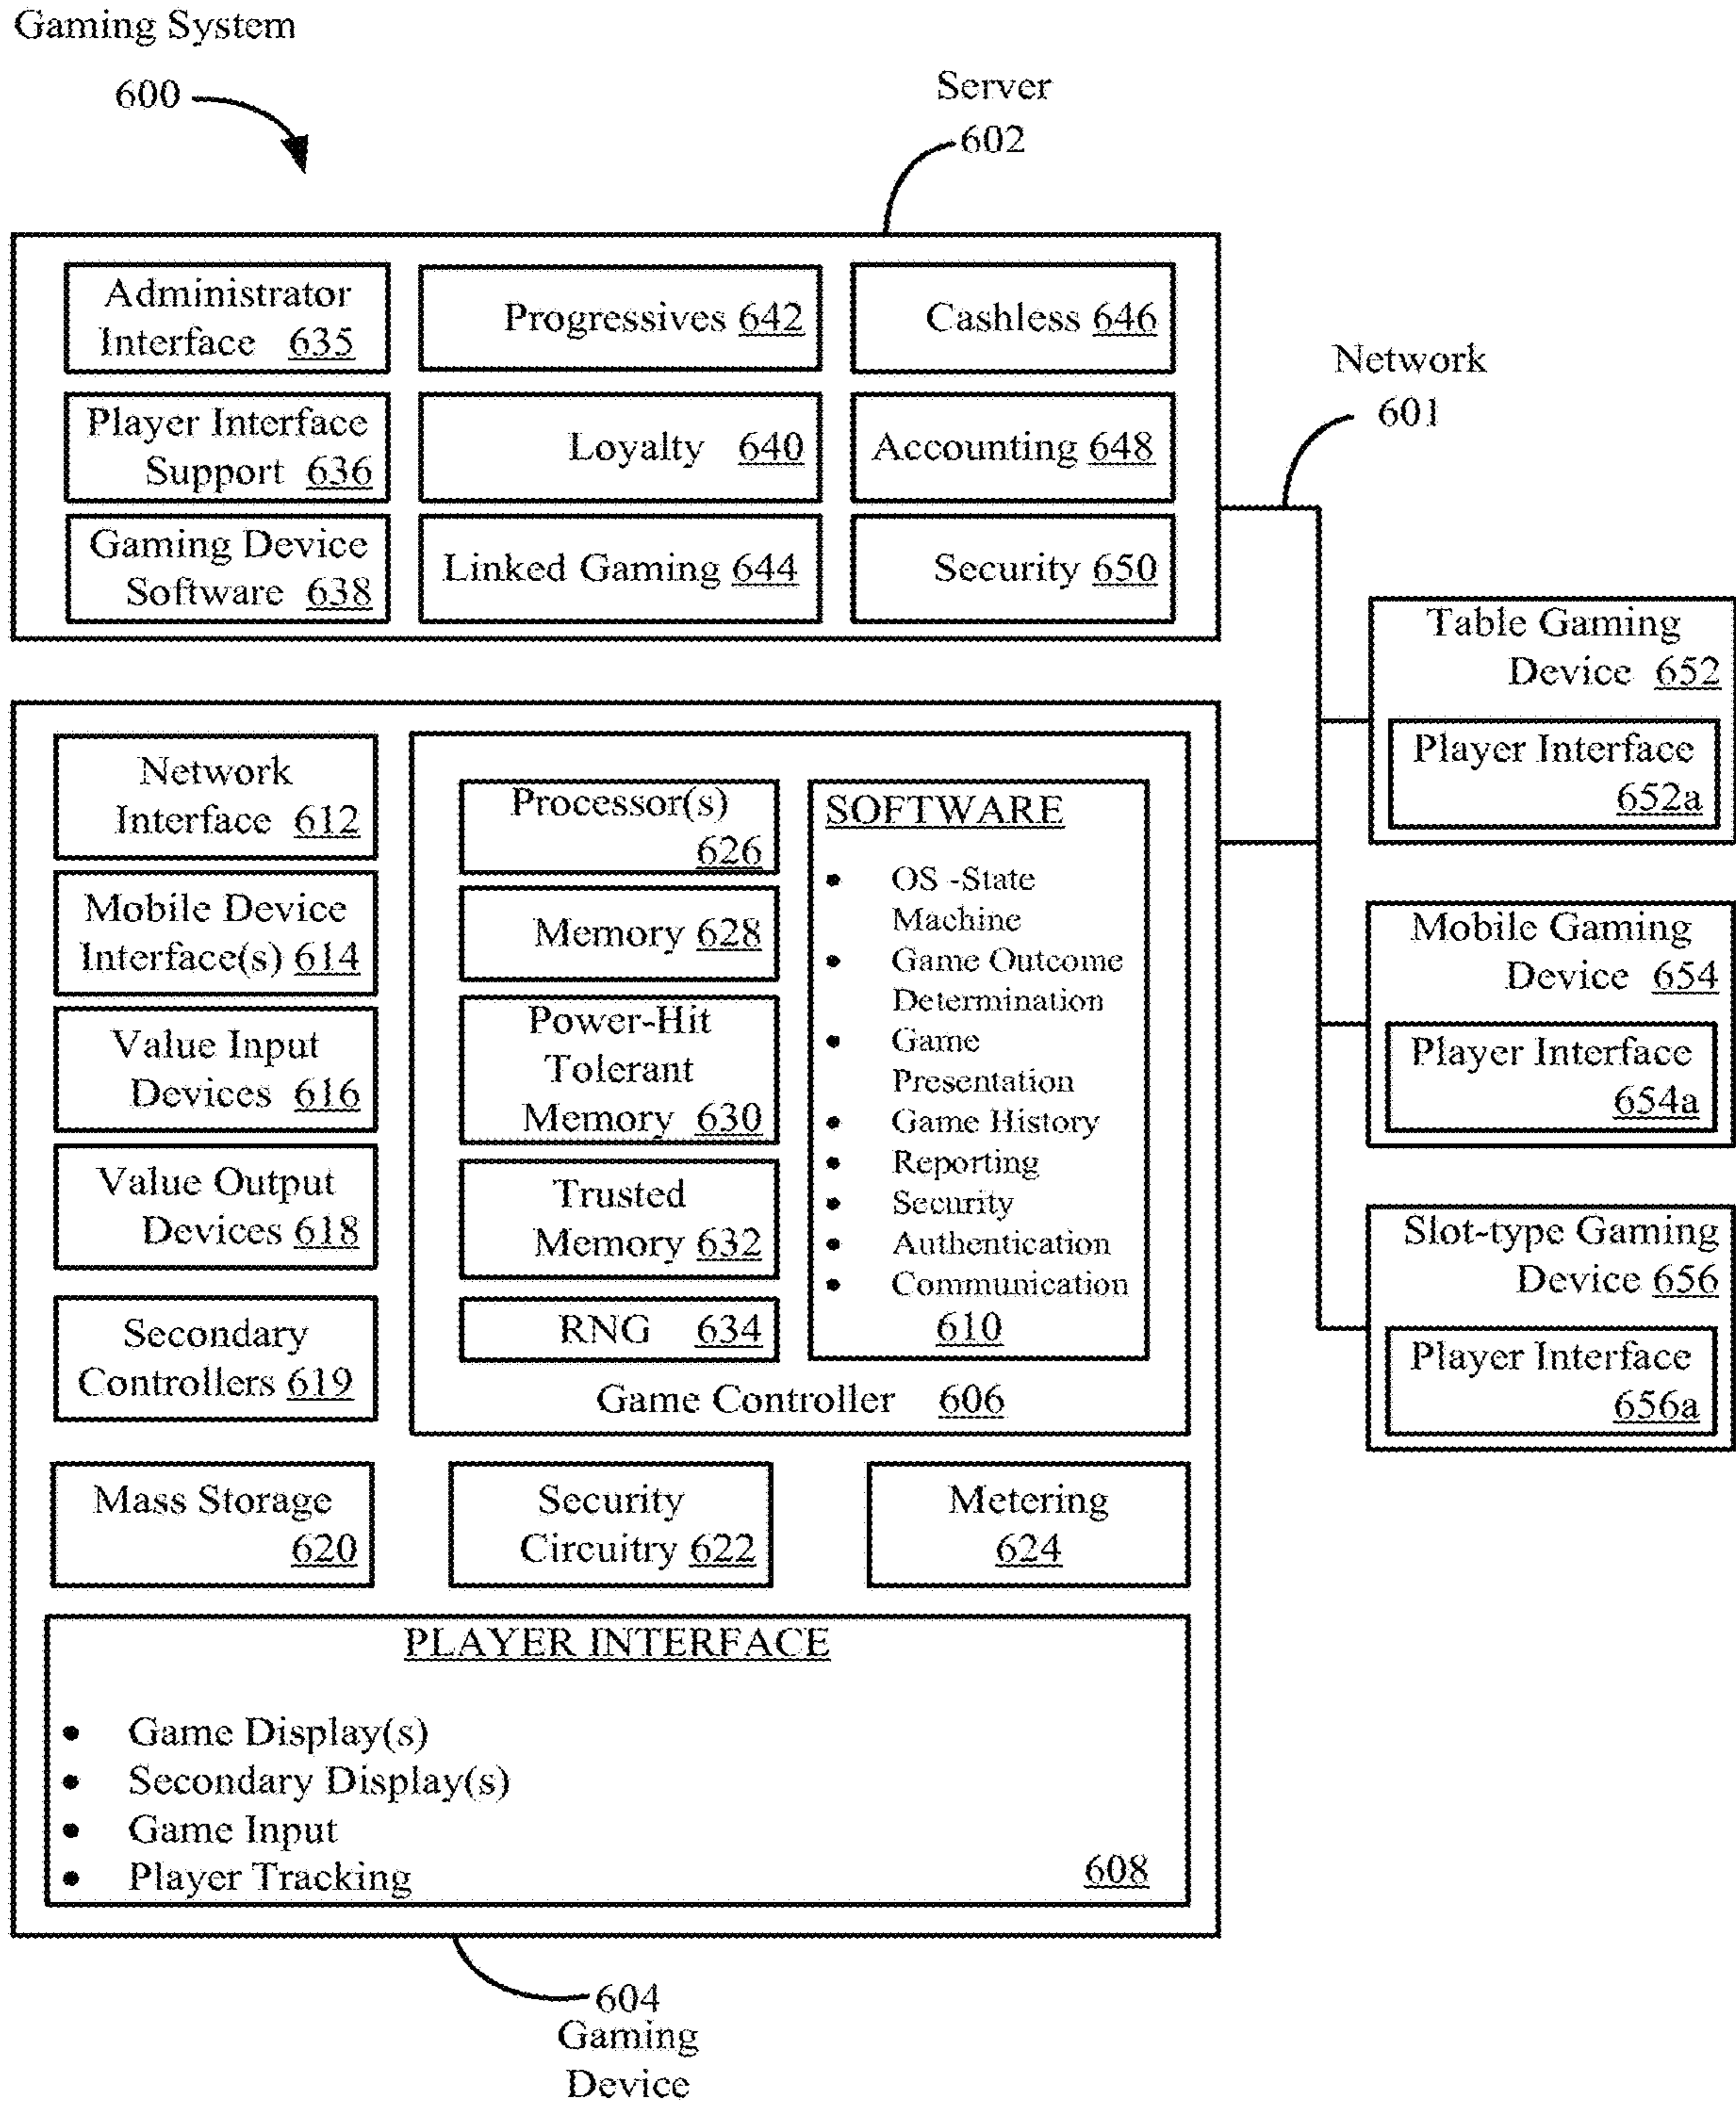 Gaming System
600
Server
602
Administrator
Interface 635
Progressives 642
Cashless 646
Player Interface
Support 636
Loyalty 640
Accounting 648
Gaming Device
Software 638
Linked Gaming 644
Security 650
Network
601
Table Gaming
Device 652
Player Interface
652a
Mobile Gaming
Device 654
Player Interface
654a
Slot-type Gaming
Device 656
Player Interface
656a
Network
Interface 612
Mobile Device
Interface(s) 614
Value Input
Devices 616
Value Output
Devices 618
Secondary
Controllers 619
Processor(s)
626
Memory 628
Power-Hit
Tolerant
Memory 630
Trusted
Memory 632
RNG 634
SOFTWARE
• OS -State
Machine
• Game Outcome
Determination
• Game
Presentation
• Game History
• Reporting
• Security
• Authentication
• Communication
610
Game Controller 606
Mass Storage
620
Security
Circuitry 622
Metering
624
PLAYER INTERFACE
• Game Display(s)
• Secondary Display(s)
• Game Input
• Player Tracking
608
604
Gaming
Device